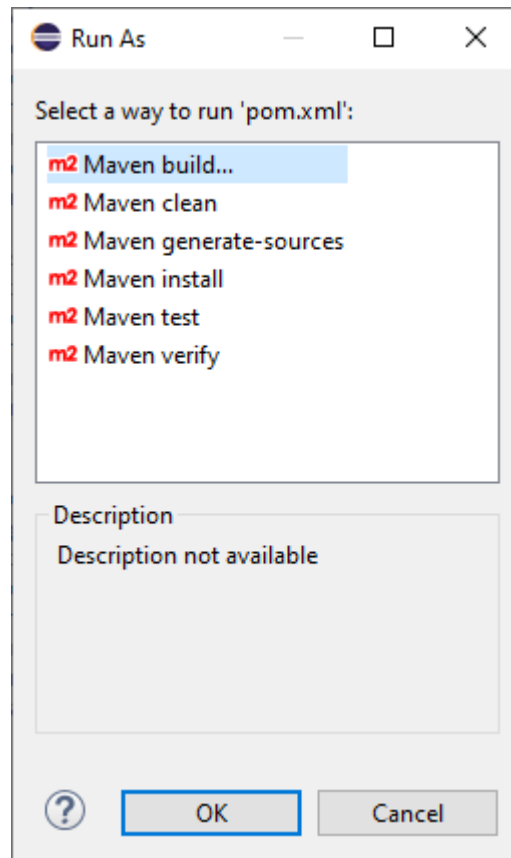 Run As
Select a way to run 'pom.xml':
m2 Maven build...
m2 Maven clean
m2 Maven generate-sources
m2 Maven install
m2 Maven test
m2 Maven verify
Description
Description not available
? OK Cancel